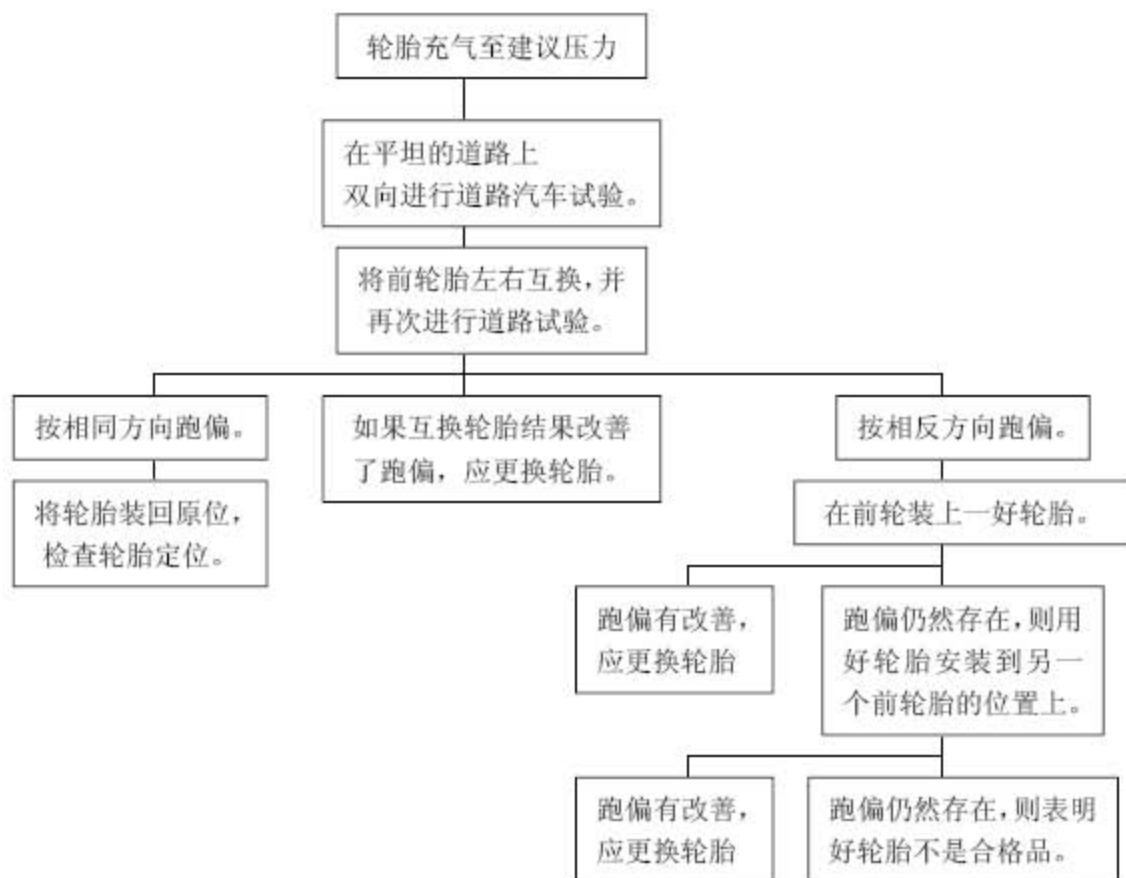 轮胎充气至建议压力
在平坦的道路上
双向进行道路汽车试验。
将前轮胎左右互换,并
再次进行道路试验。
按相同方向跑偏。
如果互换轮胎结果改善
了跑偏，应更换轮胎。
按相反方向跑偏。
将轮胎装回原位，
检查轮胎定位。
在前轮装上一好轮胎。
跑偏有改善，
应更换轮胎
跑偏仍然存在,则用
好轮胎安装到另一
个前轮胎的位置上。
跑偏有改善，
应更换轮胎
跑偏仍然存在,则表明
好轮胎不是合格品。